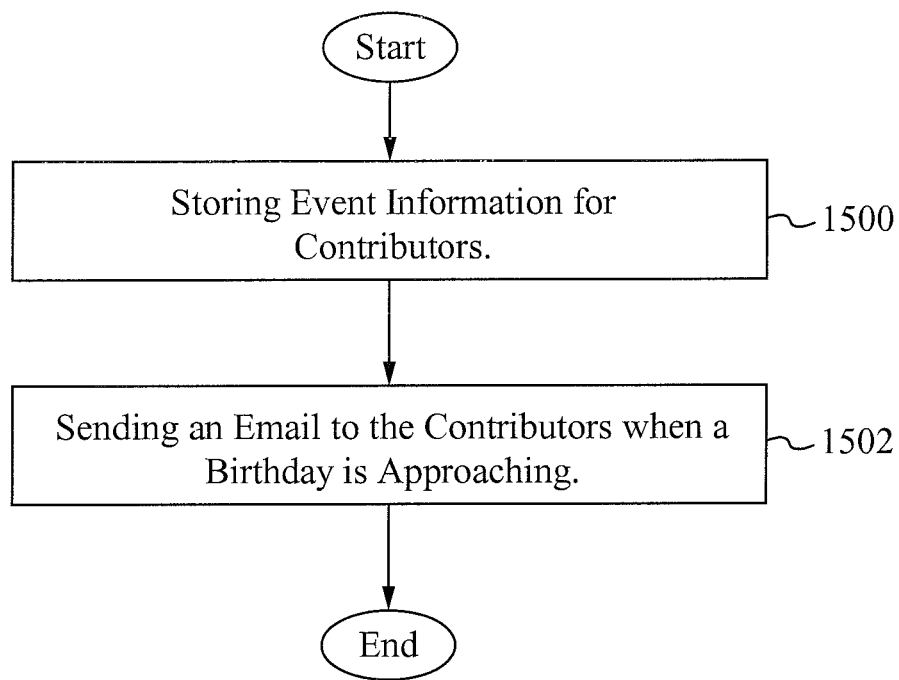 Start
Storing Event Information for
Contributors.
1500
Sending an Email to the Contributors when a
Birthday is Approaching.
1502
End